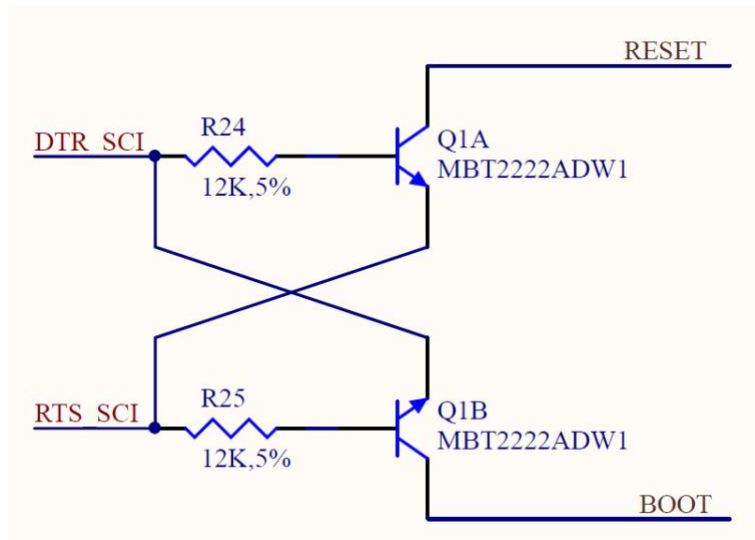 RESET
DTR_SCI
R24
12K,5%
Q1A
MBT2222ADW1
RTS_SCI
R25
12K,5%
Q1B
MBT2222ADW1
BOOT